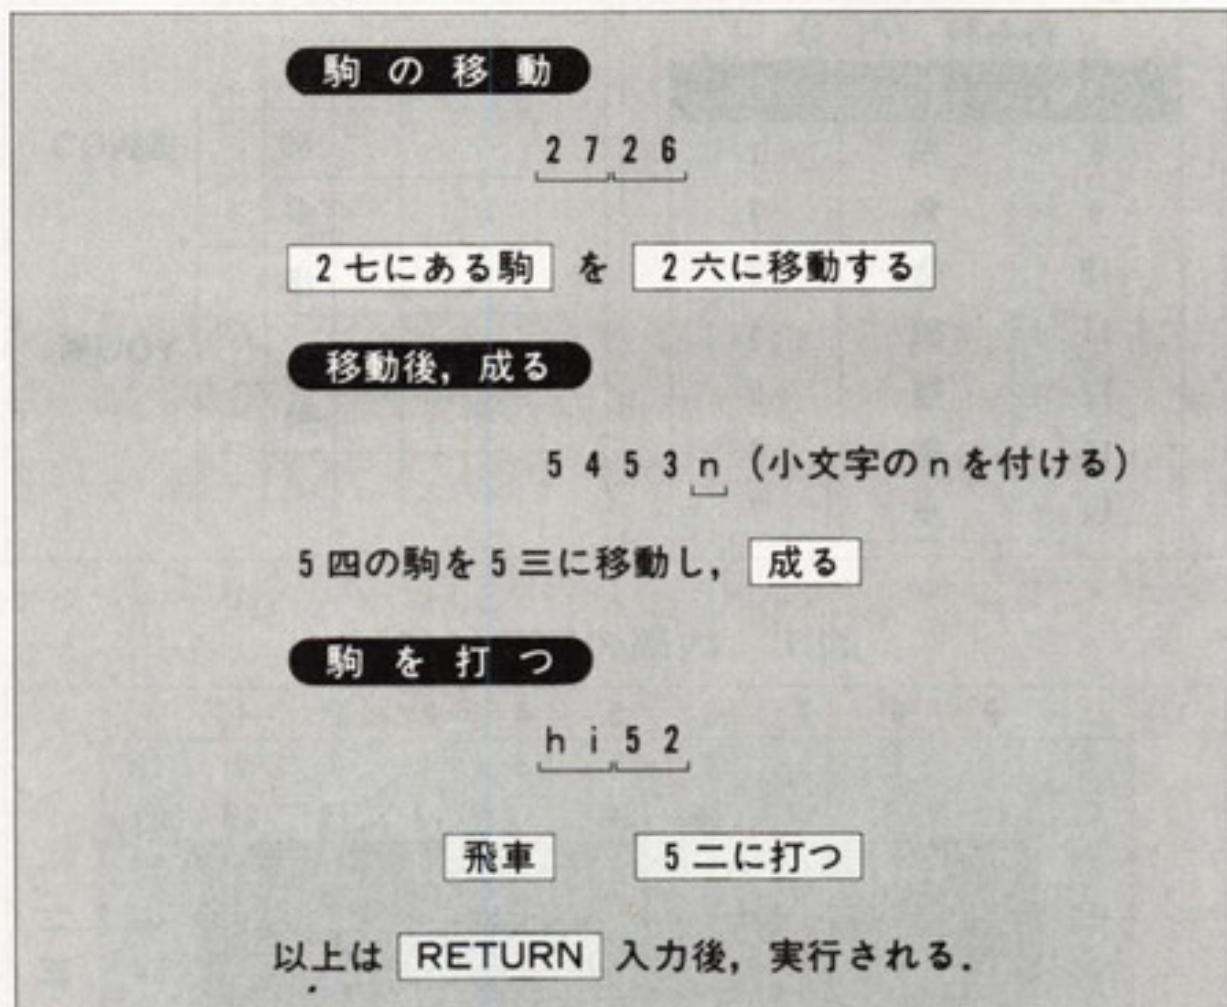 駒の移動
2726
2七にある駒 を 2六に移動する
移動後，成る
5453n（小文字のnを付ける）
5四の駒を5三に移動し，成る
駒を打つ
hi52
飛車 5二に打つ
以上は RETURN 入力後，実行される．